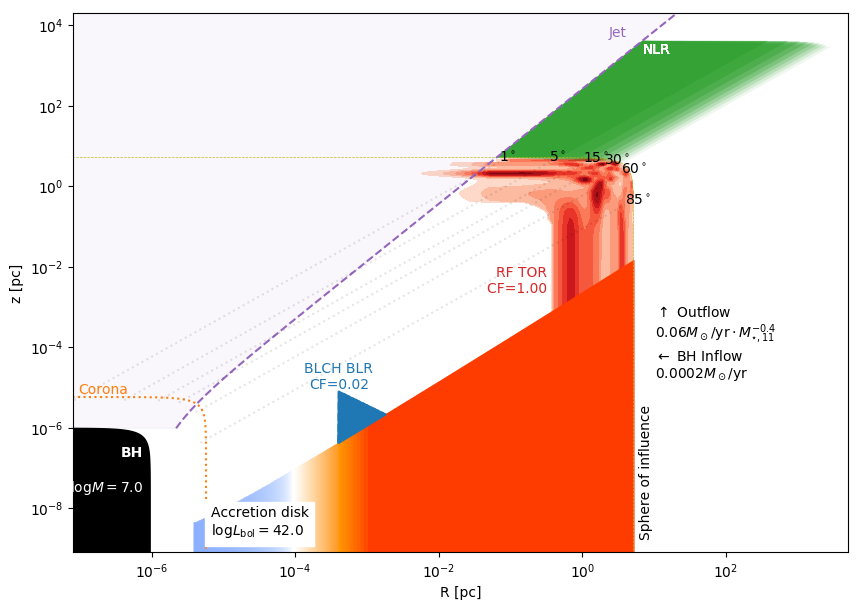 Jet
NLR
1°
5°
15°
30°
60°
85°
RF TOR
CF=1.00
↑ Outflow
0.06M⊙/yr · M⋆,11^−0.4
← BH Inflow
0.0002M⊙/yr
BLCH BLR
CF=0.02
Corona
BH
logM = 7.0
Accretion disk
logL_bol = 42.0
Sphere of influence
z [pc]
10^4
10^2
10^0
10^−2
10^−4
10^−6
10^−8
10^−6
10^−4
10^−2
10^0
10^2
R [pc]